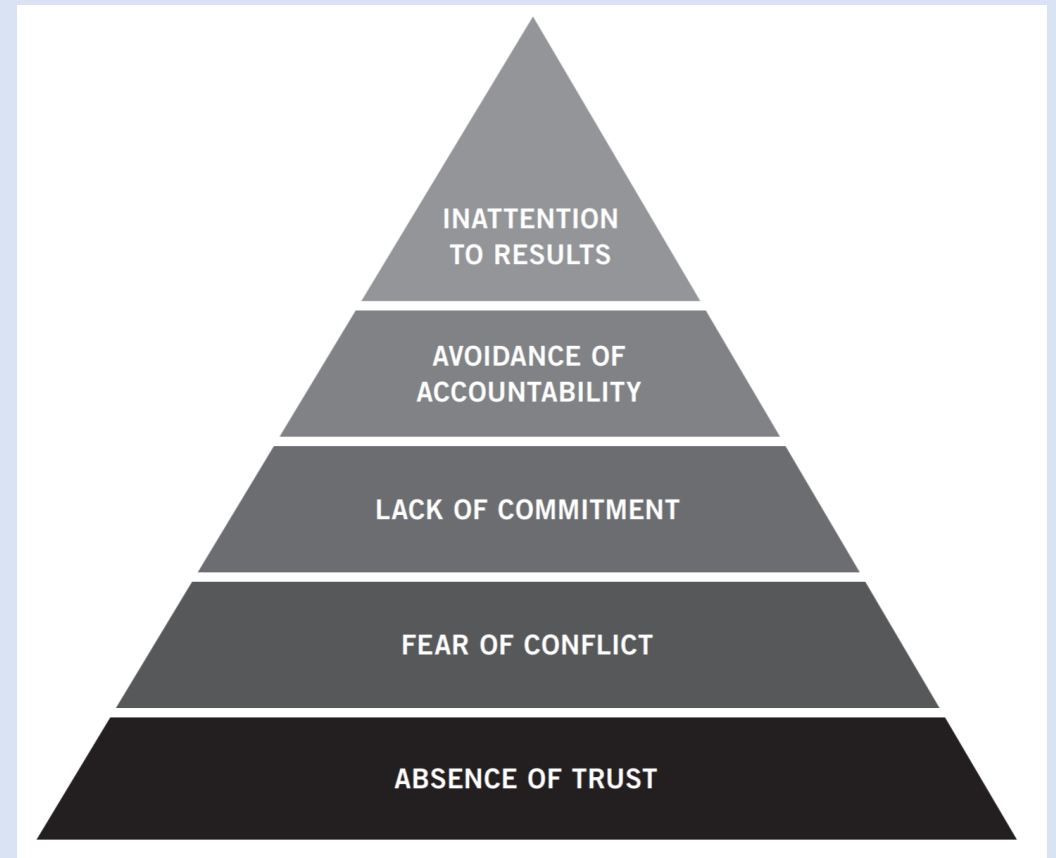 INATTENTION
TO RESULTS
AVOIDANCE OF
ACCOUNTABILITY
LACK OF COMMITMENT
FEAR OF CONFLICT
ABSENCE OF TRUST